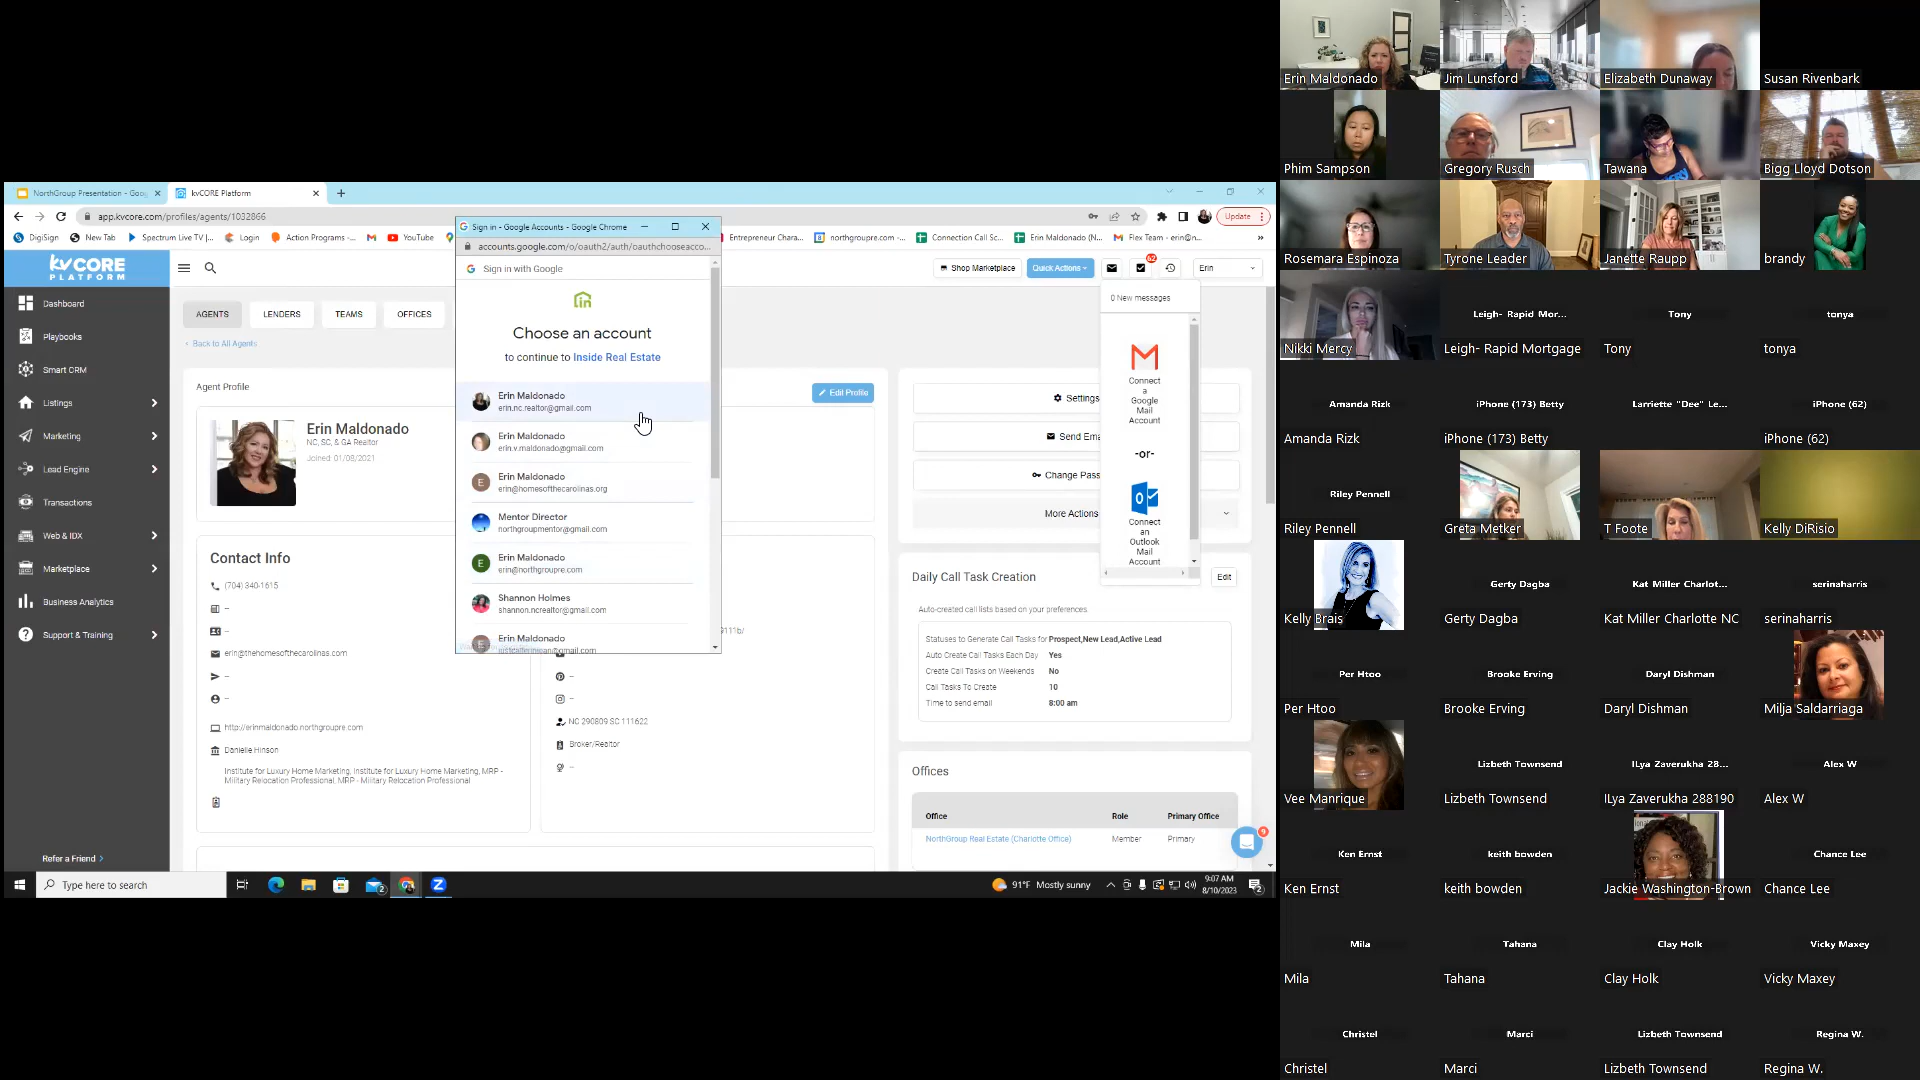 NorthGroup Presentation - Goog
kvCORE Platform
app.kvcore.com/profiles/agents/1032866
Update
DigiSign
New Tab
Spectrum Live TV |...
Login
Action Programs -...
YouTube
Entrepreneur Chara...
northgroupre.com -...
Connection Call Sc...
Erin Maldonado (N...
Flex Team - erin@n...
Sign in - Google Accounts - Google Chrome
accounts.google.com/o/oauth2/auth/oauthchooseacco...
Sign in with Google
in
Choose an account
to continue to Inside Real Estate
Erin Maldonado
erin.nc.realtor@gmail.com
Erin Maldonado
erin.v.maldonado@gmail.com
Erin Maldonado
erin@homesofthecarolinas.org
Mentor Director
northgroupmentor@gmail.com
Erin Maldonado
erin@northgroupre.com
Shannon Holmes
shannon.ncrealtor@gmail.com
Erin Maldonado
kvCORE
PLATFORM
Dashboard
Playbooks
Smart CRM
Listings
Marketing
Lead Engine
Transactions
Web & IDX
Marketplace
Business Analytics
Support & Training
Refer a Friend
Shop Marketplace
Quick Actions
62
Erin
AGENTS
LENDERS
TEAMS
OFFICES
Back to All Agents
Agent Profile
Edit Profile
Erin Maldonado
NC, SC, & GA Realtor
Joined: 01/08/2021
Contact Info
(704) 340-1615
--
--
erin@thehomesofthecarolinas.com
--
--
http://erinmaldonado.northgroupre.com
Danielle Hinson
Institute for Luxury Home Marketing, Institute for Luxury Home Marketing, MRP -
Military Relocation Professional, MRP - Military Relocation Professional
9111b/
--
--
NC 290809 SC 111622
Broker/Realtor
--
0 New messages
Connect
a
Google
Mail
Account
-or-
Connect
an
Outlook
Mail
Account
Settings
Send Ema
Change Pass
More Actions
Daily Call Task Creation
Edit
Auto-created call lists based on your preferences.
Statuses to Generate Call Tasks for Prospect,New Lead,Active Lead
Auto Create Call Tasks Each Day Yes
Create Call Tasks on Weekends No
Call Tasks To Create 10
Time to send email 8:00 am
Offices
Office Role Primary Office
NorthGroup Real Estate (Charlotte Office) Member Primary
9
Type here to search
91°F Mostly sunny
9:07 AM
8/10/2023
Erin Maldonado
Jim Lunsford
Elizabeth Dunaway
Susan Rivenbark
Phim Sampson
Gregory Rusch
Tawana
Bigg Lloyd Dotson
Rosemara Espinoza
Tyrone Leader
Janette Raupp
brandy
Nikki Mercy
Leigh- Rapid Mor...
Leigh- Rapid Mortgage
Tony
Tony
tonya
tonya
Amanda Rizk
Amanda Rizk
iPhone (173) Betty
iPhone (173) Betty
Larriette "Dee" Le...
iPhone (62)
iPhone (62)
Riley Pennell
Riley Pennell
Greta Metker
T Foote
Kelly DiRisio
Kelly Brais
Gerty Dagba
Gerty Dagba
Kat Miller Charlot...
Kat Miller Charlotte NC
serinaharris
serinaharris
Per Htoo
Per Htoo
Brooke Erving
Brooke Erving
Daryl Dishman
Daryl Dishman
Milja Saldarriaga
Vee Manrique
Lizbeth Townsend
Lizbeth Townsend
ILya Zaverukha 28...
ILya Zaverukha 288190
Alex W
Alex W
Ken Ernst
Ken Ernst
keith bowden
keith bowden
Jackie Washington-Brown
Chance Lee
Chance Lee
Mila
Mila
Tahana
Tahana
Clay Holk
Clay Holk
Vicky Maxey
Vicky Maxey
Christel
Christel
Marci
Marci
Lizbeth Townsend
Lizbeth Townsend
Regina W.
Regina W.